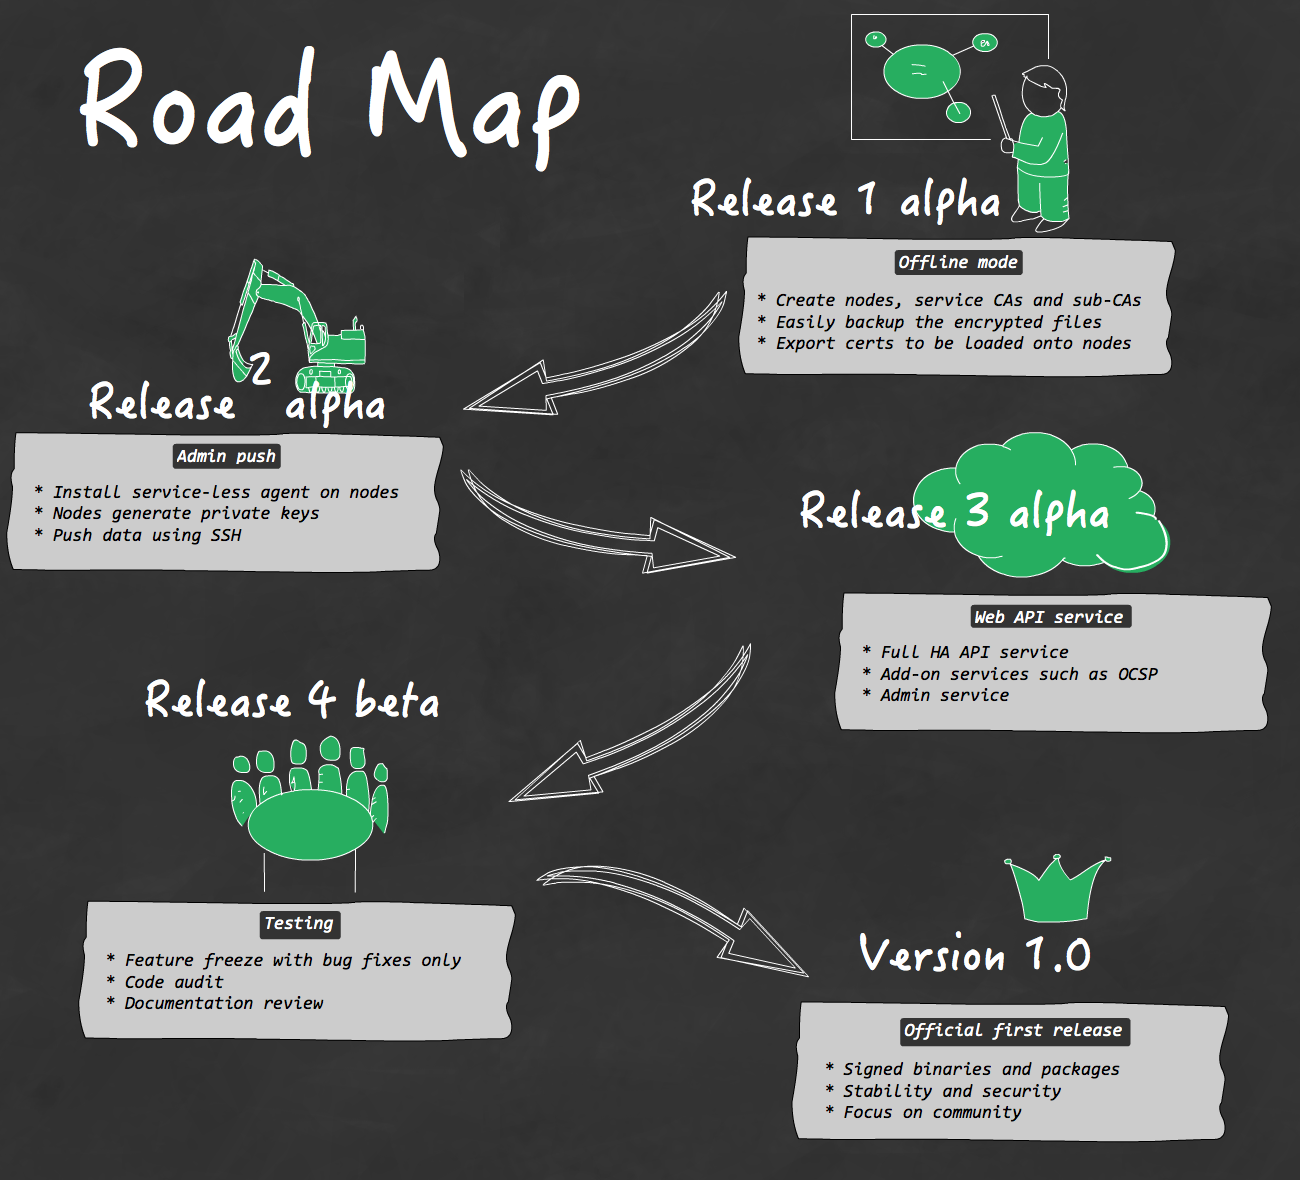 Road Map
Release 1 alpha
Offline mode
* Create nodes, service CAs and sub-CAs
* Easily backup the encrypted files
* Export certs to be loaded onto nodes
Release 2 alpha
Admin push
* Install service-less agent on nodes
* Nodes generate private keys
* Push data using SSH
Release 3 alpha
Web API service
* Full HA API service
* Add-on services such as OCSP
* Admin service
Release 4 beta
Testing
* Feature freeze with bug fixes only
* Code audit
* Documentation review
Version 1.0
Official first release
* Signed binaries and packages
* Stability and security
* Focus on community